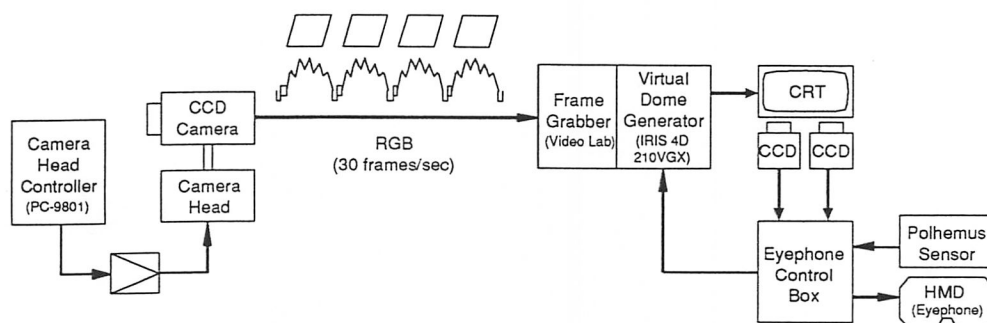 Camera
Head
Controller
(PC-9801)
CCD
Camera
Camera
Head
RGB
(30 frames/sec)
Frame
Grabber
(Video Lab)
Virtual
Dome
Generator
(IRIS 4D
210VGX)
CRT
CCD
CCD
Eyephone
Control
Box
Polhemus
Sensor
HMD
(Eyephone)